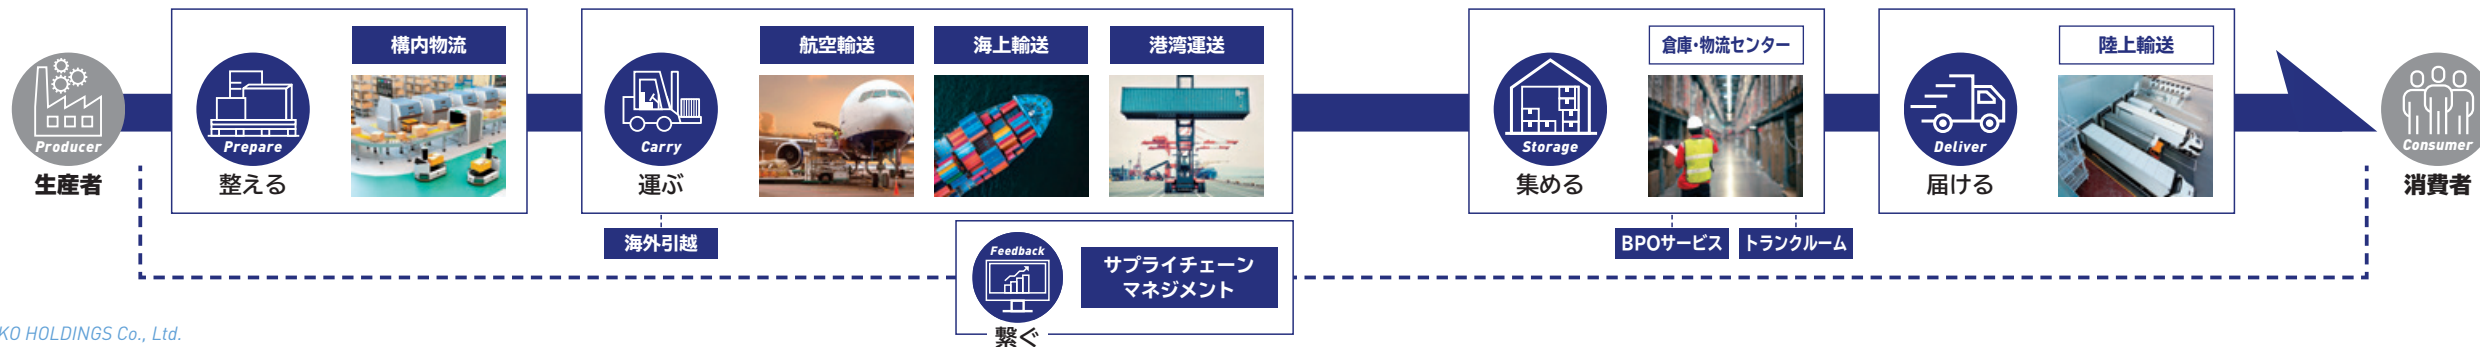 Producer
生産者
Prepare
整える
構内物流
Carry
運ぶ
航空輸送
海上輸送
港湾運送
海外引越
Storage
集める
倉庫・物流センター
BPOサービス
トランクルーム
Deliver
届ける
陸上輸送
Consumer
消費者
Feedback
繋ぐ
サプライチェーン
マネジメント
KO HOLDINGS Co., Ltd.